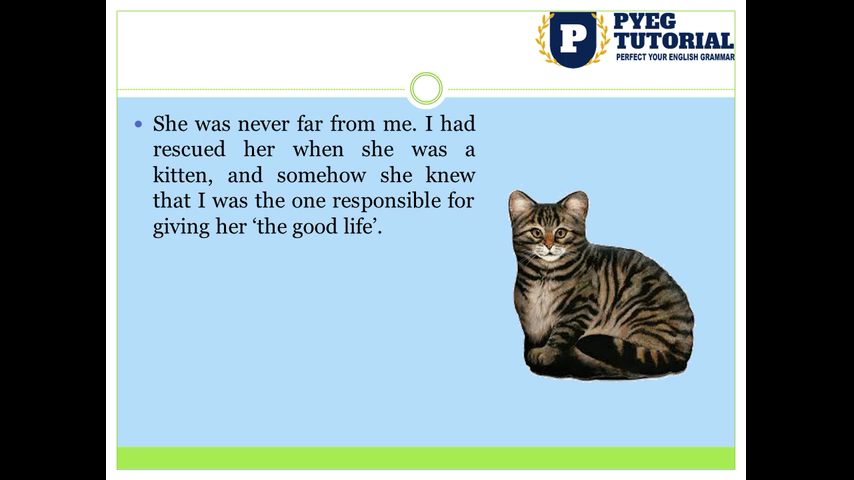 P
PYEG
TUTORIAL
PERFECT YOUR ENGLISH GRAMMAR
• She was never far from me. I had
rescued her when she was a
kitten, and somehow she knew
that I was the one responsible for
giving her ‘the good life’.